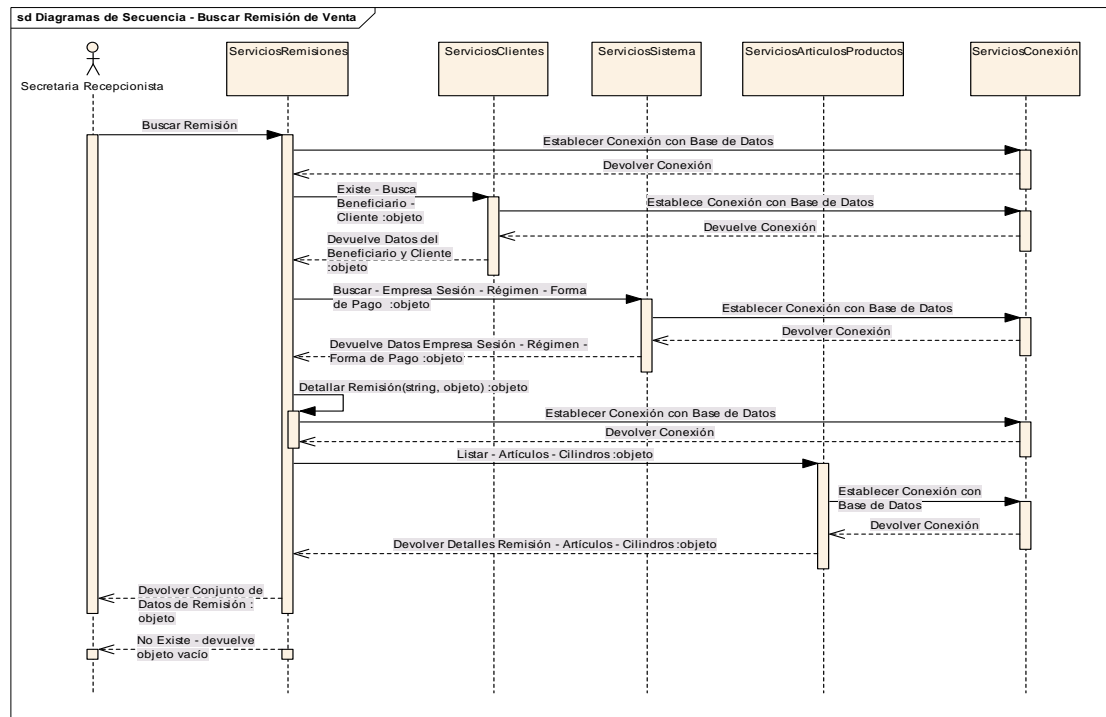 sd Diagramas de Secuencia - Buscar Remisión de Venta
Secretaria Recepcionista
ServiciosRemisiones
ServiciosClientes
ServiciosSistema
ServiciosArticulosProductos
ServiciosConexión
Buscar Remisión
Establecer Conexión con Base de Datos
Devolver Conexión
Existe - Busca
Beneficiario -
Cliente :objeto
Establece Conexión con Base de Datos
Devuelve Conexión
Devuelve Datos del
Beneficiario y Cliente
:objeto
Buscar - Empresa Sesión - Régimen - Forma
de Pago :objeto
Establecer Conexión con Base de Datos
Devolver Conexión
Devuelve Datos Empresa Sesión - Régimen -
Forma de Pago :objeto
Detallar Remisión(string, objeto) :objeto
Establecer Conexión con Base de Datos
Devolver Conexión
Listar - Artículos - Cilindros :objeto
Establecer Conexión con
Base de Datos
Devolver Conexión
Devolver Detalles Remisión - Artículos - Cilindros :objeto
Devolver Conjunto de
Datos de Remisión :
objeto
No Existe - devuelve
objeto vacío